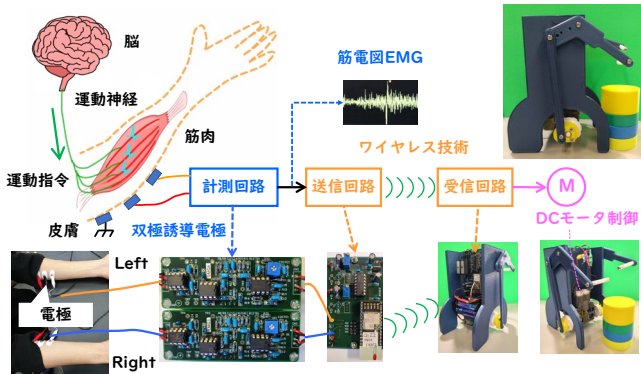 脳
筋電図EMG
運動神経
筋肉
ワイヤレス技術
運動指令
計測回路
送信回路
受信回路
M
皮膚
双極誘導電極
DCモータ制御
Left
電極
Right